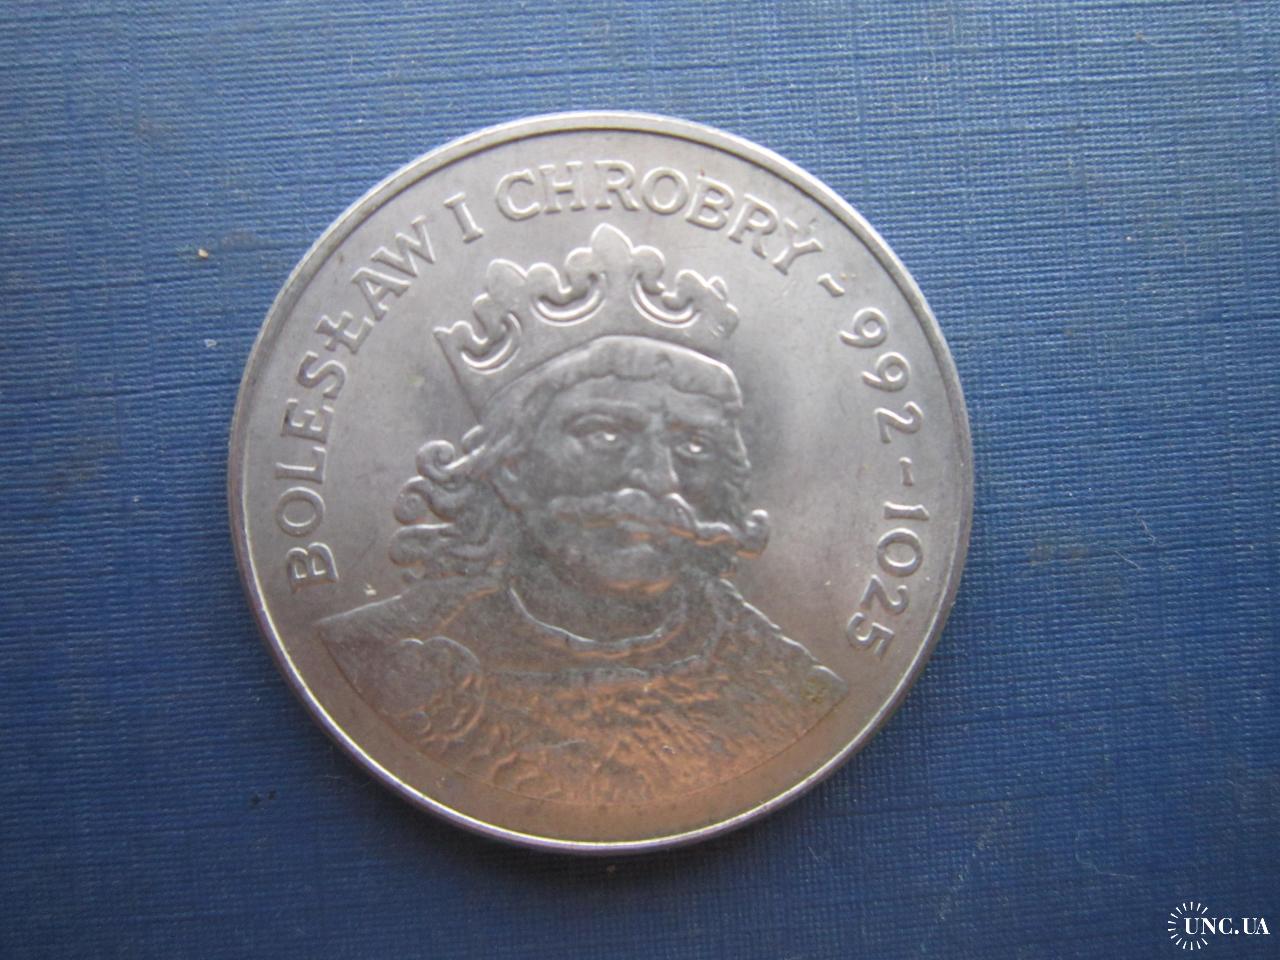 BOLESŁAW I CHROBRY ~ 992 - 1025
UNC.UA